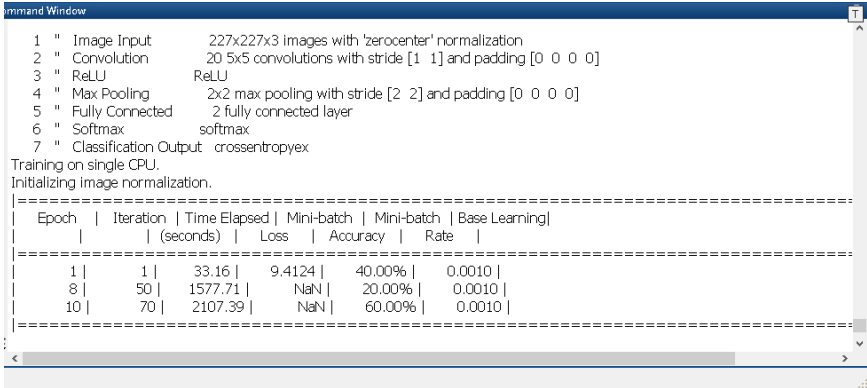 ommand Window
T
1 " Image Input 227x227x3 images with 'zerocenter' normalization
2 " Convolution 20 5x5 convolutions with stride [1 1] and padding [0 0 0 0]
3 " ReLU ReLU
4 " Max Pooling 2x2 max pooling with stride [2 2] and padding [0 0 0 0]
5 " Fully Connected 2 fully connected layer
6 " Softmax softmax
7 " Classification Output crossentropyex
Training on single CPU.
Initializing image normalization.
|==============================================================================
| Epoch | Iteration | Time Elapsed | Mini-batch | Mini-batch | Base Learning|
| | | (seconds) | Loss | Accuracy | Rate |
|==============================================================================
| 1 | 1 | 33.16 | 9.4124 | 40.00% | 0.0010 |
| 8 | 50 | 1577.71 | NaN | 20.00% | 0.0010 |
| 10 | 70 | 2107.39 | NaN | 60.00% | 0.0010 |
|==============================================================================